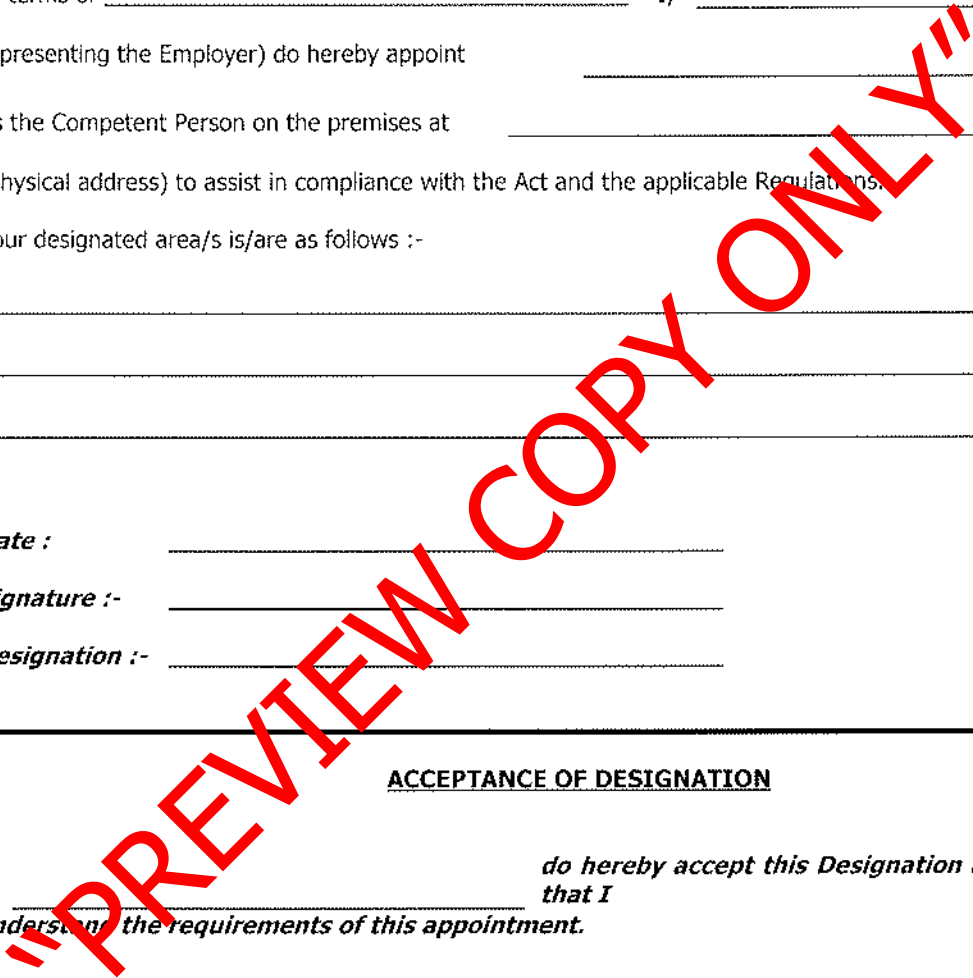 presenting the Employer) do hereby appoint
s the Competent Person on the premises at
hysical address) to assist in compliance with the Act and the applicable Regulations.
our designated area/s is/are as follows :-
ate :
ignature :-
esignation :-
ACCEPTANCE OF DESIGNATION
do hereby accept this Designation
that I
nderstand the requirements of this appointment.
"PREVIEW COPY ONLY"